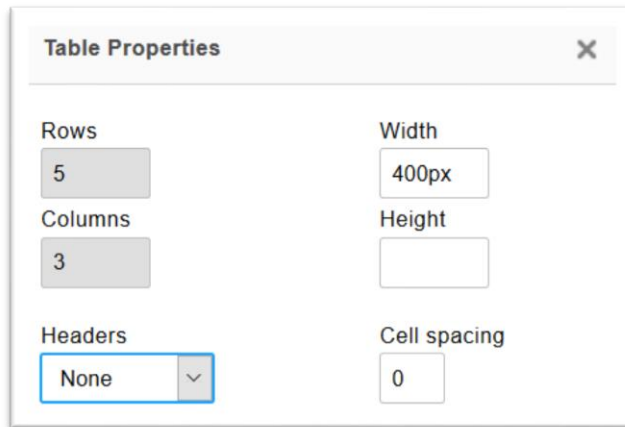 Table Properties
Rows
Width
5
400px
Columns
Height
3
Headers
Cell spacing
None
0